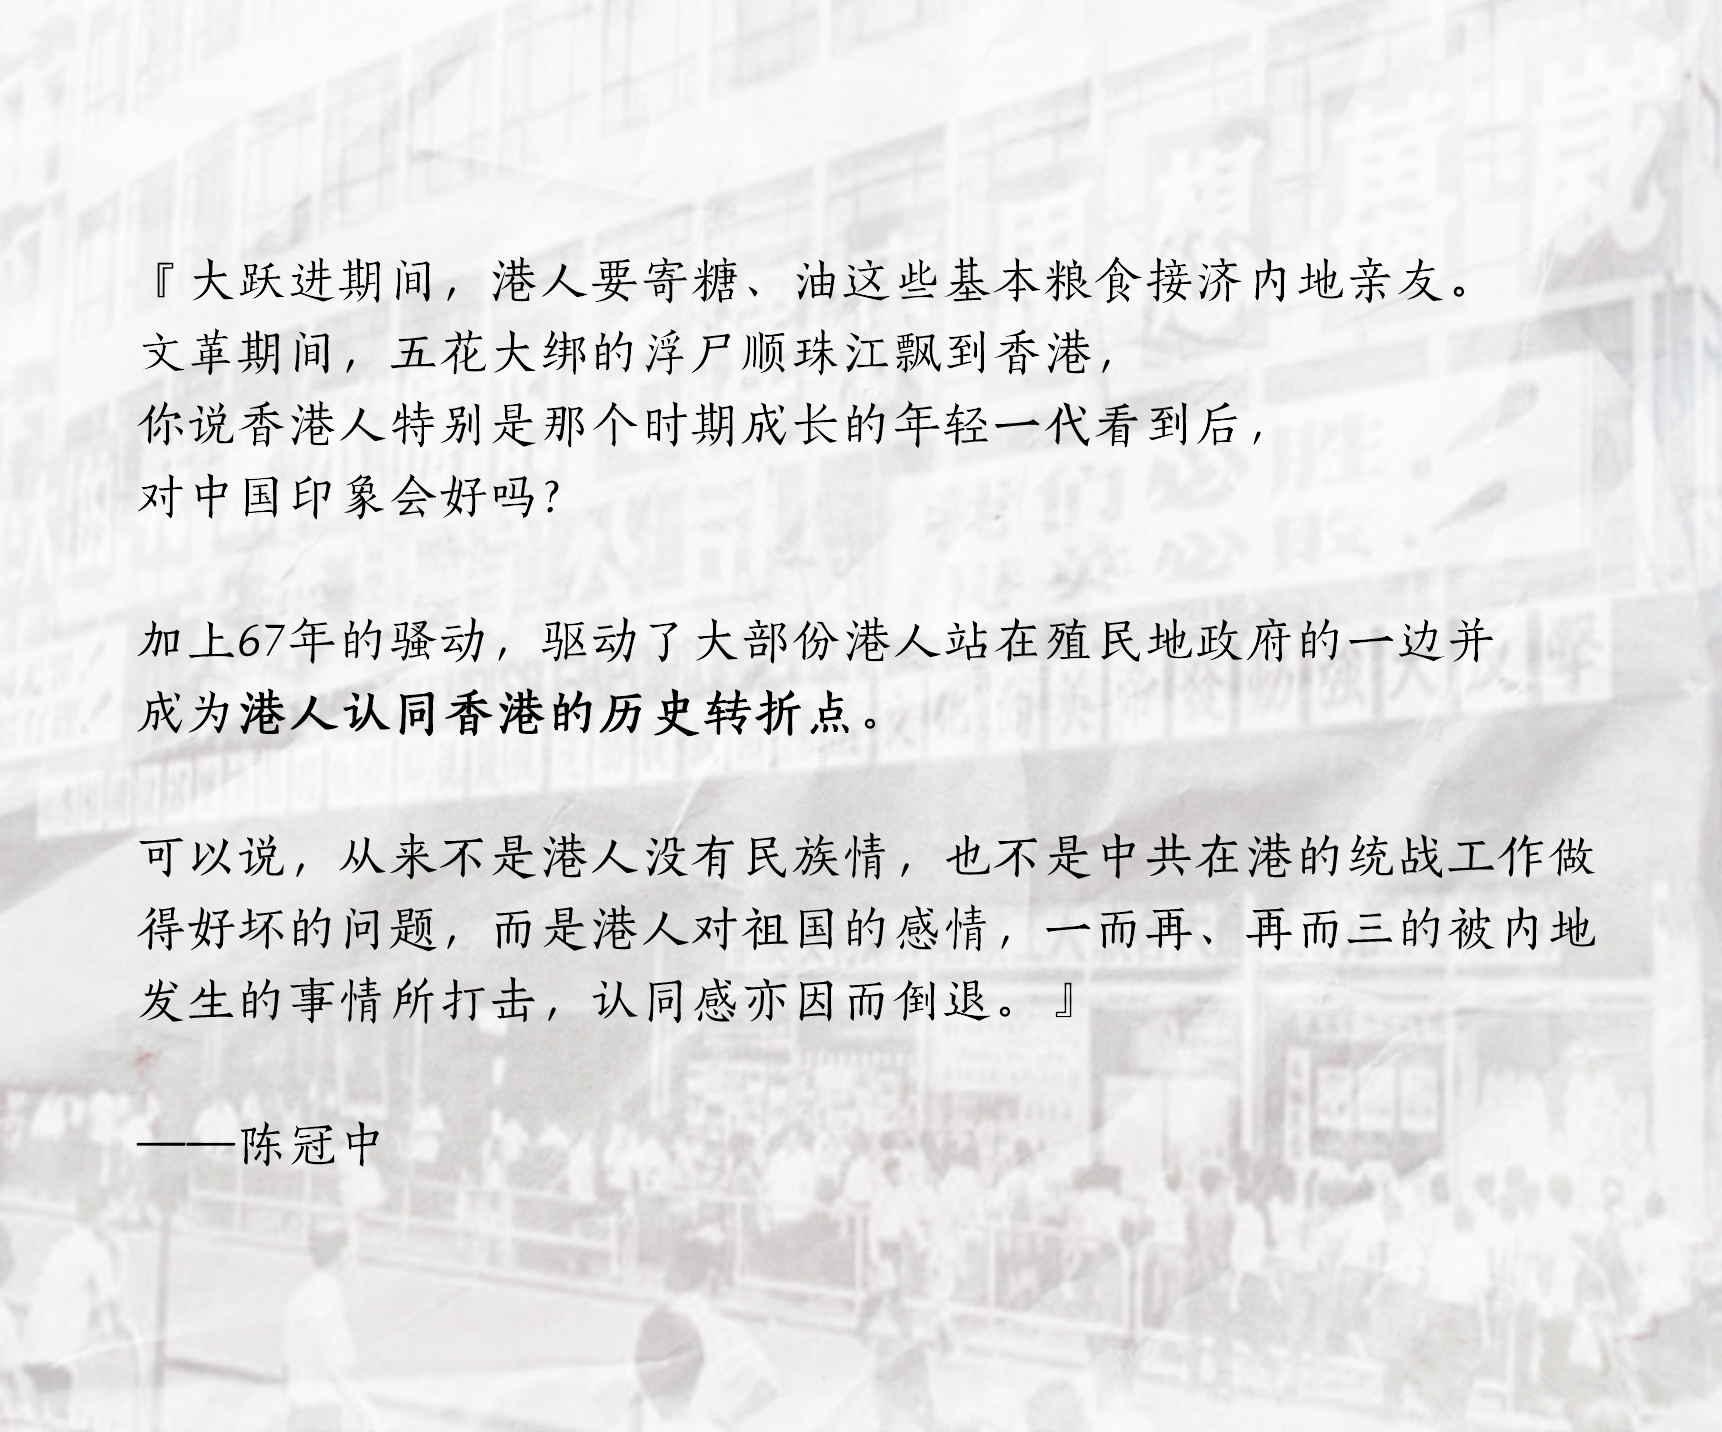 思想万岁
『大跃进期间，港人要寄糖、油这些基本粮食接济内地亲友。
文革期间，五花大绑的浮尸顺珠江飘到香港，
你说香港人特别是那个时期成长的年轻一代看到后，
对中国印象会好吗？
加上67年的骚动，驱动了大部份港人站在殖民地政府的一边并
成为港人认同香港的历史转折点。
可以说，从来不是港人没有民族情，也不是中共在港的统战工作做
得好坏的问题，而是港人对祖国的感情，一而再、再而三的被内地
发生的事情所打击，认同感亦因而倒退。』
——陈冠中